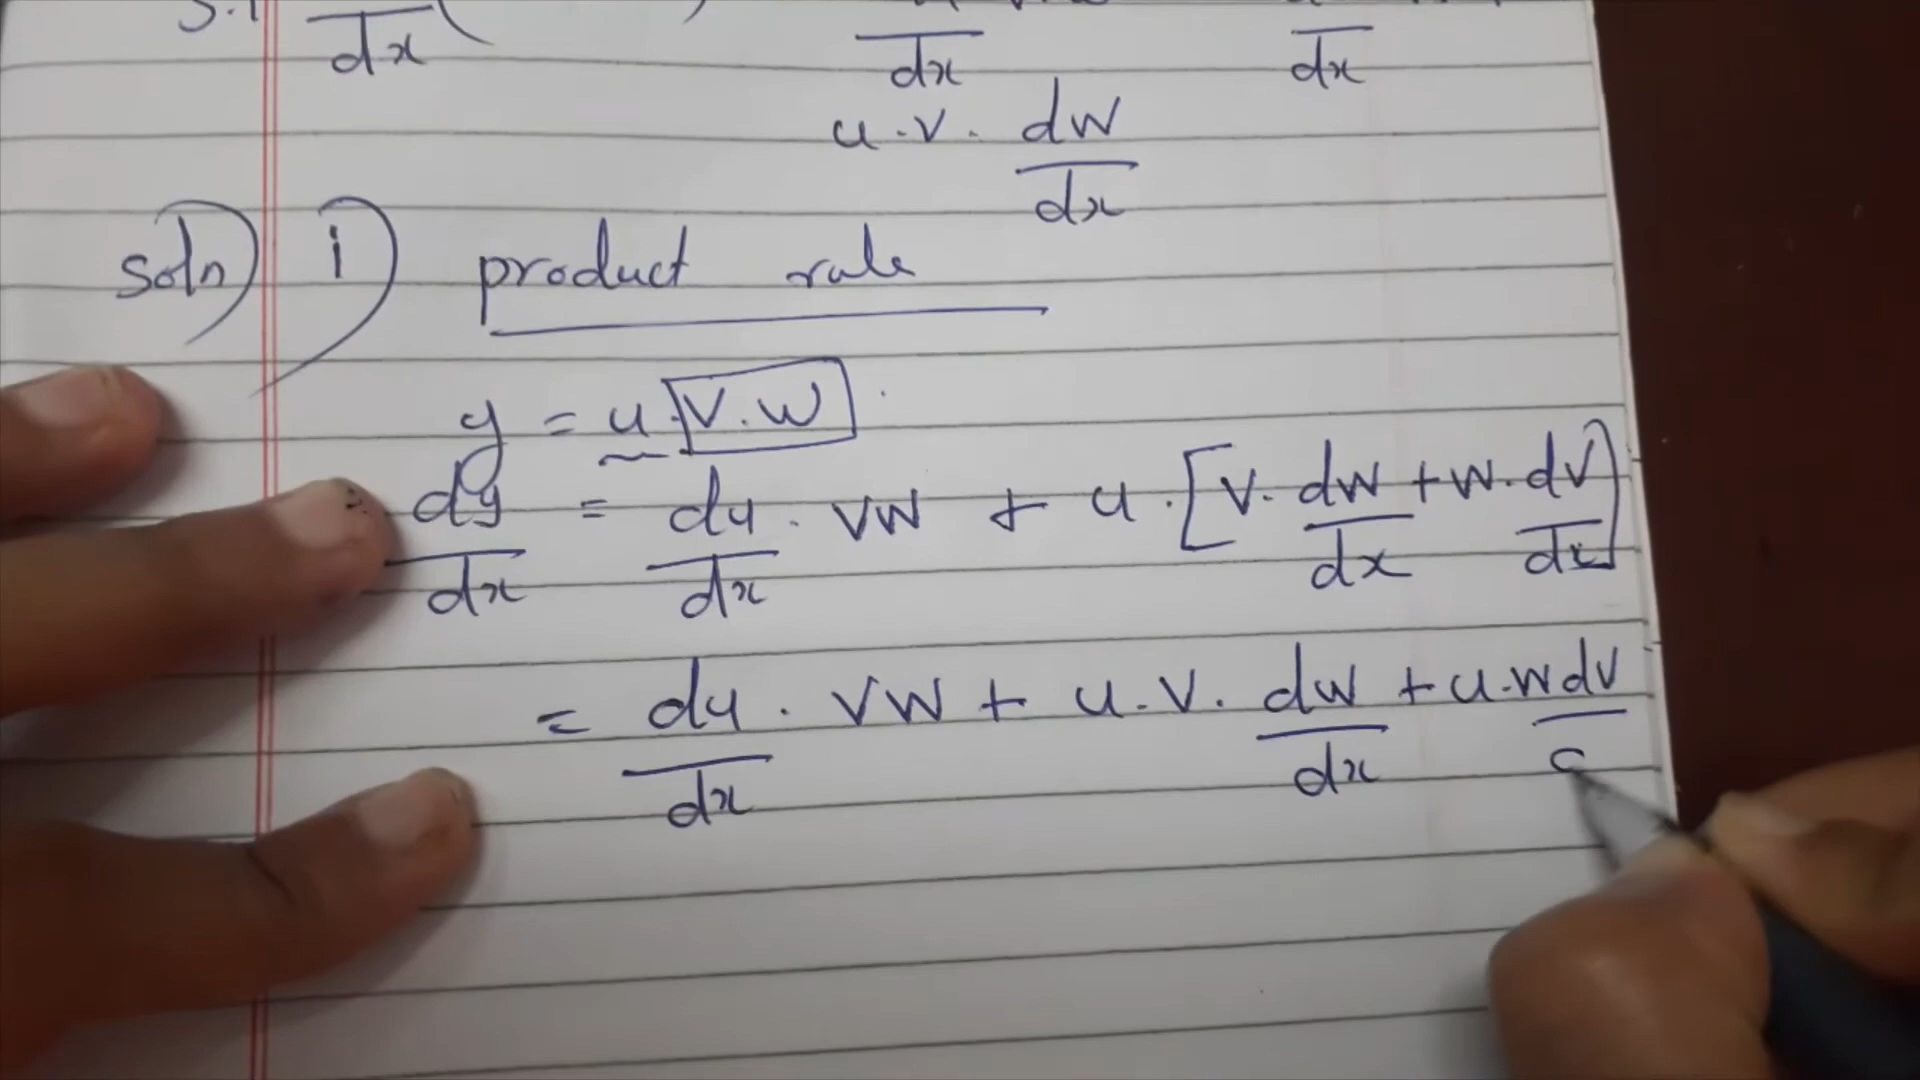 dx dx dx
u.v. dw/dx
soln) i) product rule
y = u.V.W
dy/dx = du/dx . VW + u.[V. dw/dx + W. dv/dx]
= du/dx . VW + u.V. dw/dx + u.W dv/